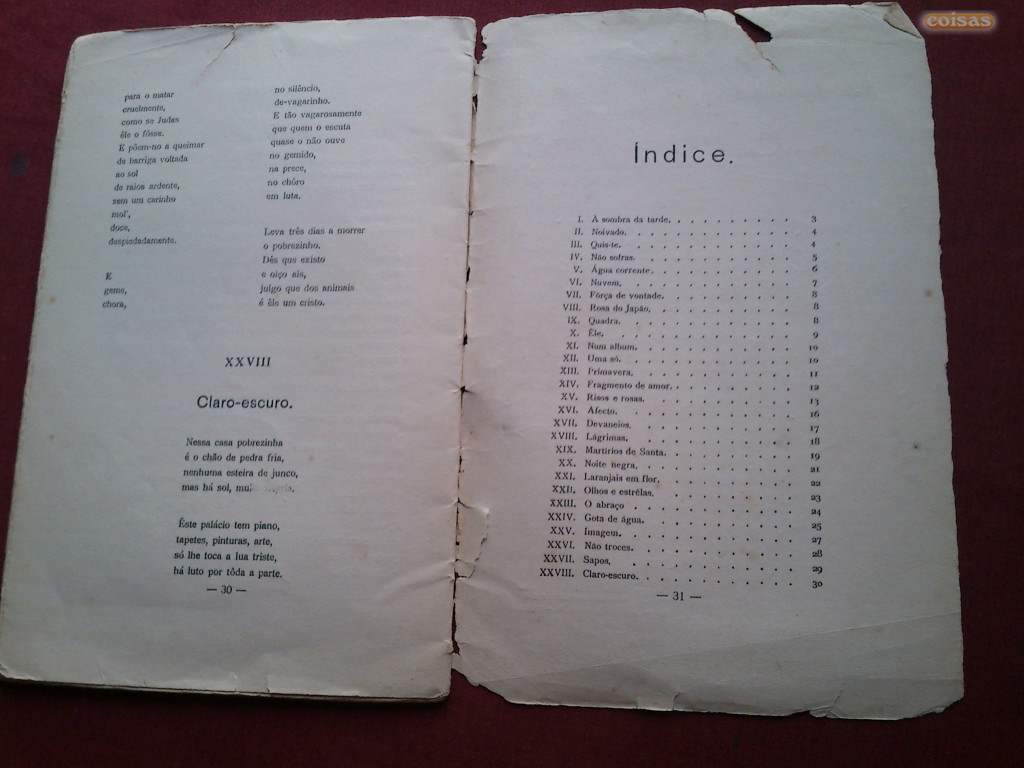 para o matar
cruelmente,
como se Judas
êle o fôsse.
E põem-no a queimar
de barriga voltada
ao sol
de raios ardente,
sem um carinho
mol',
doce,
despiedadamente.
E
geme,
chora,
no silêncio,
de-vagarinho.
E tão vagarosamente
que quem o escuta
quase o não ouve
no gemido,
na prece,
no chôro
em luta.
Leva três dias a morrer
o pobrezinho.
Dês que existo
e oiço ais,
julgo que dos animais
é êle um cristo.
XXVIII
Claro-escuro.
Nessa casa pobrezinha
é o chão de pedra fria,
nenhuma esteira de junco,
mas há sol,
Êste palácio tem piano,
tapetes, pinturas, arte,
só lhe toca a lua triste,
há luto por tôda a parte.
— 30 —
coisas
Índice.
I. À sombra da tarde. . . . . . . . . . 3
II. Noivado. . . . . . . . . . . . 4
III. Quis-te. . . . . . . . . . . . 4
IV. Não sofras. . . . . . . . . . . 5
V. Água corrente. . . . . . . . . . 6
VI. Nuvem. . . . . . . . . . . . 7
VII. Fôrça de vontade. . . . . . . . . 8
VIII. Rosa do Japão. . . . . . . . . . 8
IX. Quadra. . . . . . . . . . . . 8
X. Êle. . . . . . . . . . . . . 9
XI. Num album. . . . . . . . . . . 10
XII. Uma só. . . . . . . . . . . . 10
XIII. Primavera. . . . . . . . . . . 11
XIV. Fragmento de amor. . . . . . . . . 12
XV. Risos e rosas. . . . . . . . . . 13
XVI. Afecto. . . . . . . . . . . . 16
XVII. Devaneios. . . . . . . . . . . 17
XVIII. Lágrimas. . . . . . . . . . . 18
XIX. Martírios de Santa. . . . . . . . . 19
XX. Noite negra. . . . . . . . . . . 21
XXI. Laranjais em flor. . . . . . . . . 22
XXII. Olhos e estrêlas. . . . . . . . . 23
XXIII. O abraço . . . . . . . . . . . 24
XXIV. Gota de água. . . . . . . . . . 25
XXV. Imagem. . . . . . . . . . . . 27
XXVI. Não troces. . . . . . . . . . . 28
XXVII. Sapos. . . . . . . . . . . . 29
XXVIII. Claro-escuro. . . . . . . . . . 30
— 31 —